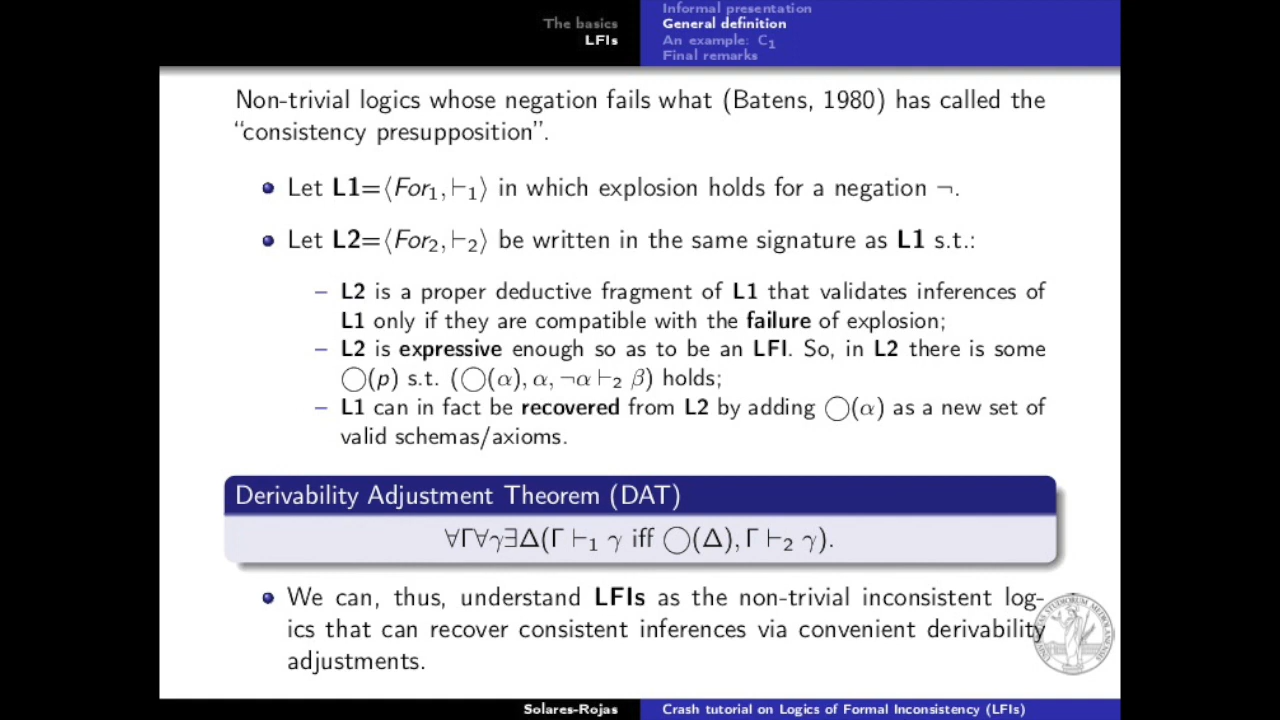 The basics
LFIs
Informal presentation
General definition
An example: C₁
Final remarks
Non-trivial logics whose negation fails what (Batens, 1980) has called the
“consistency presupposition”.
Let L1=⟨For₁, ⊢₁⟩ in which explosion holds for a negation ¬.
Let L2=⟨For₂, ⊢₂⟩ be written in the same signature as L1 s.t.:
– L2 is a proper deductive fragment of L1 that validates inferences of
L1 only if they are compatible with the failure of explosion;
– L2 is expressive enough so as to be an LFI. So, in L2 there is some
◯(p) s.t. (◯(α), α, ¬α ⊢₂ β) holds;
– L1 can in fact be recovered from L2 by adding ◯(α) as a new set of
valid schemas/axioms.
Derivability Adjustment Theorem (DAT)
∀Γ∀γ∃Δ(Γ ⊢₁ γ iff ◯(Δ), Γ ⊢₂ γ).
We can, thus, understand LFIs as the non-trivial inconsistent log-
ics that can recover consistent inferences via convenient derivability
adjustments.
Solares-Rojas
Crash tutorial on Logics of Formal Inconsistency (LFIs)